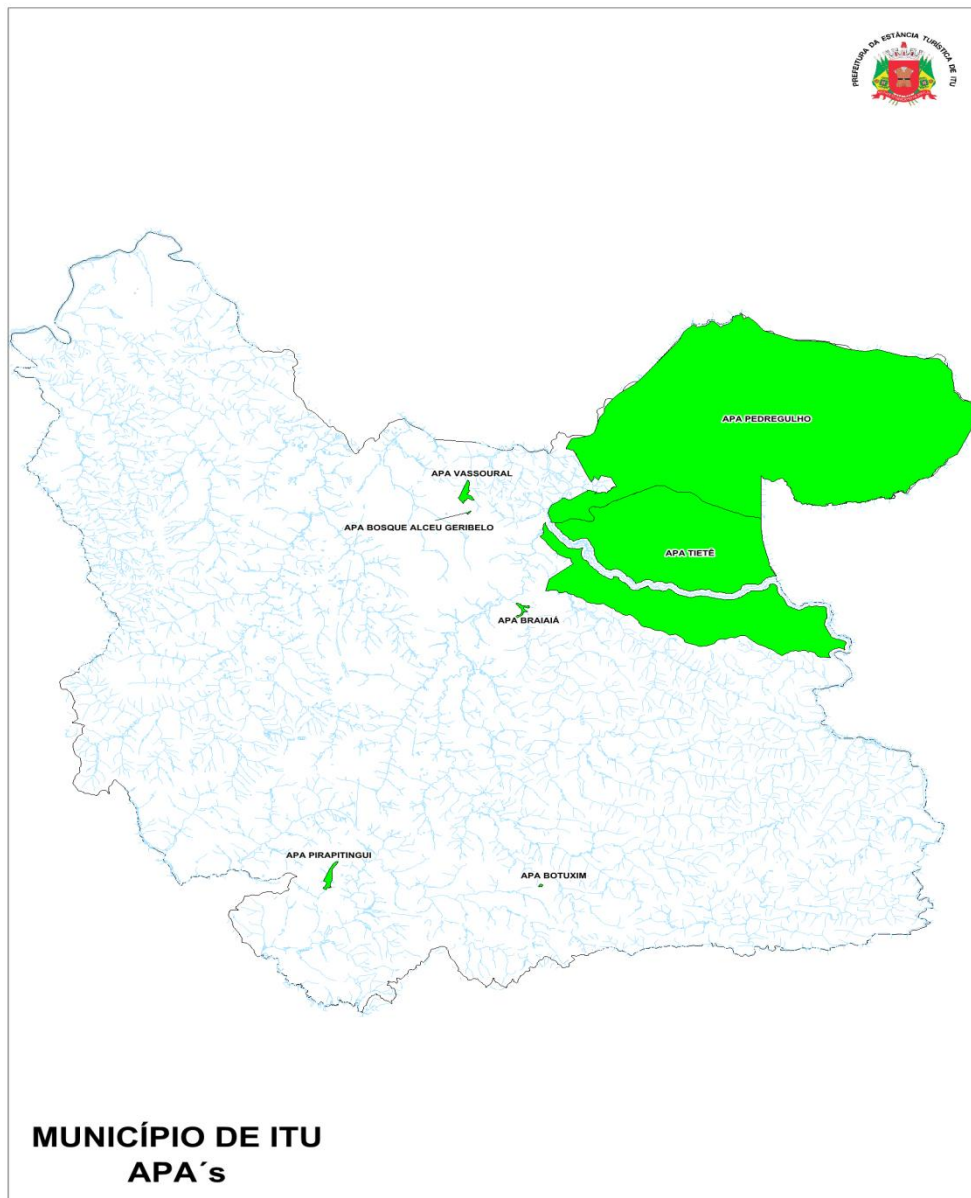 PREFEITURA DA ESTÂNCIA TURÍSTICA DE ITU
APA PEDREGULHO
APA VASSOURAL
APA BOSQUE ALCEU GERIBELO
APA TIETÊ
APA BRAIAIÁ
APA PIRAPITINGUI
APA BOTUXIM
MUNICÍPIO DE ITU
APA´s